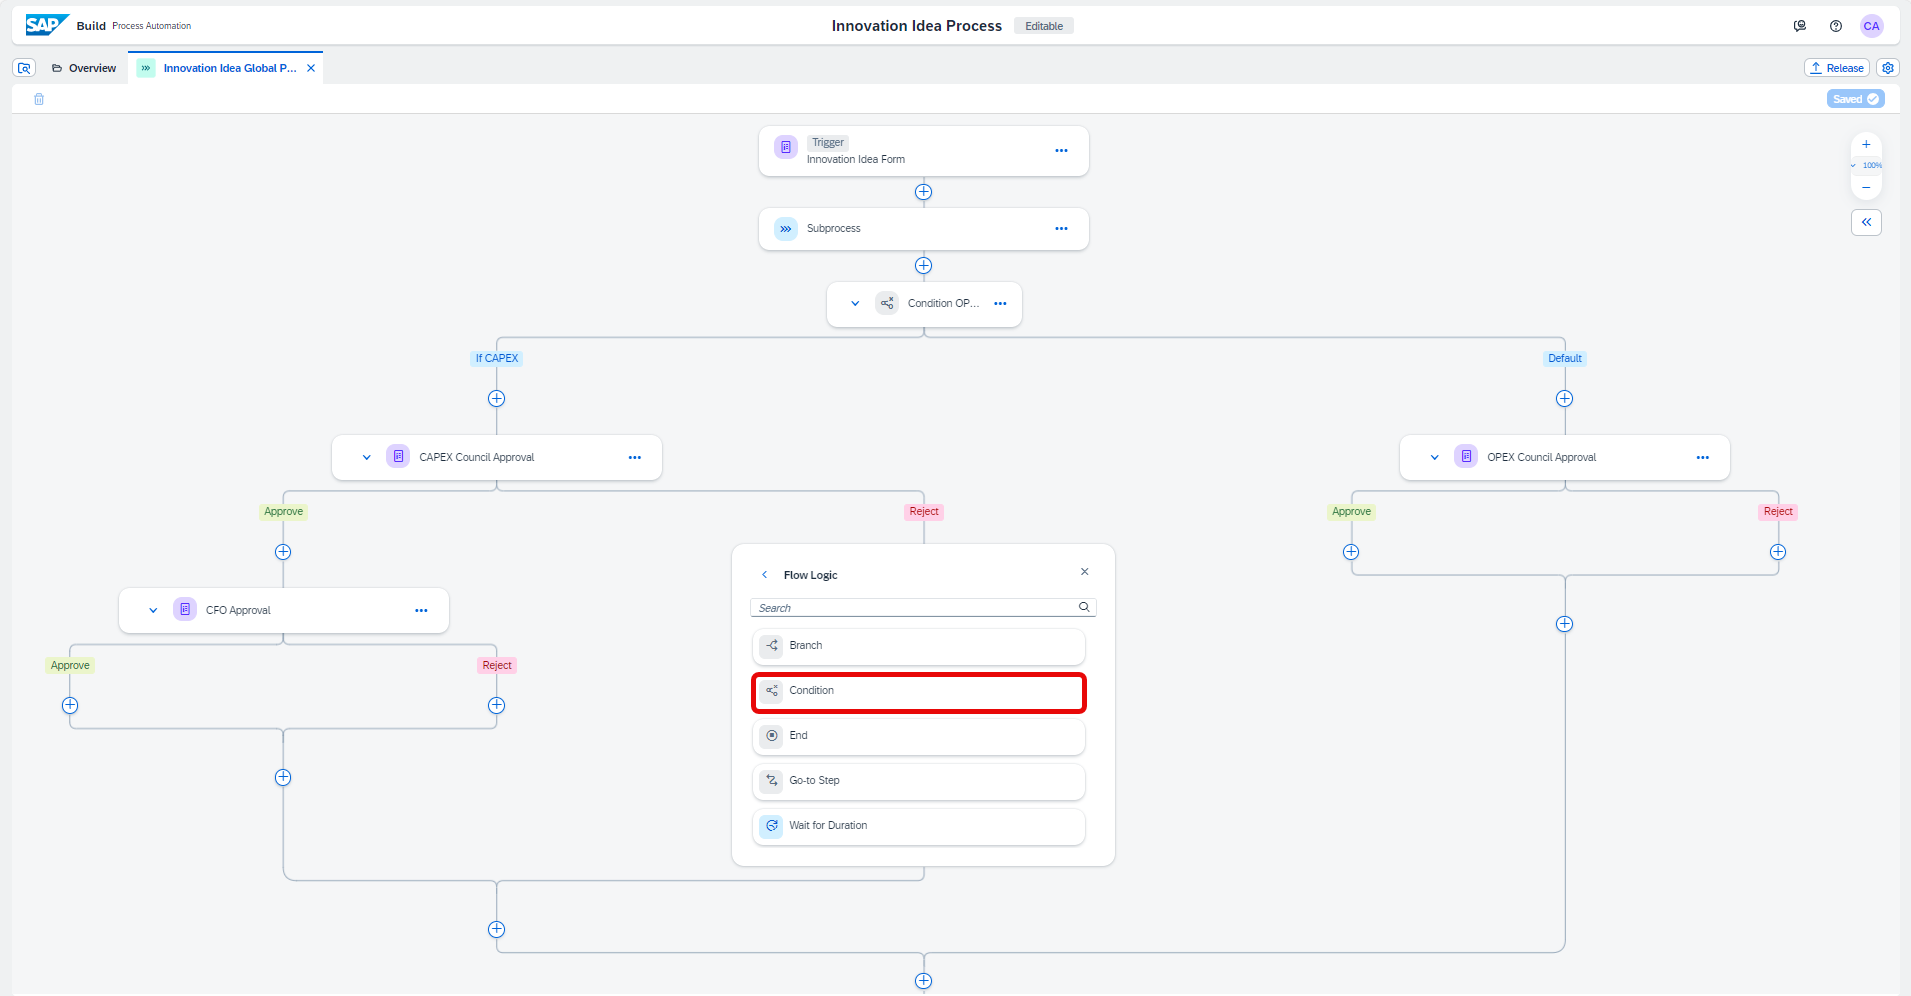 SAP Build Process Automation
Innovation Idea Process Editable
CA
Overview
Innovation Idea Global P...
Release
Saved
Trigger
Innovation Idea Form
100%
Subprocess
Condition OP...
If CAPEX
Default
CAPEX Council Approval
OPEX Council Approval
Approve
Reject
Approve
Reject
Flow Logic
Search
Branch
Condition
End
Go-to Step
Wait for Duration
CFO Approval
Approve
Reject